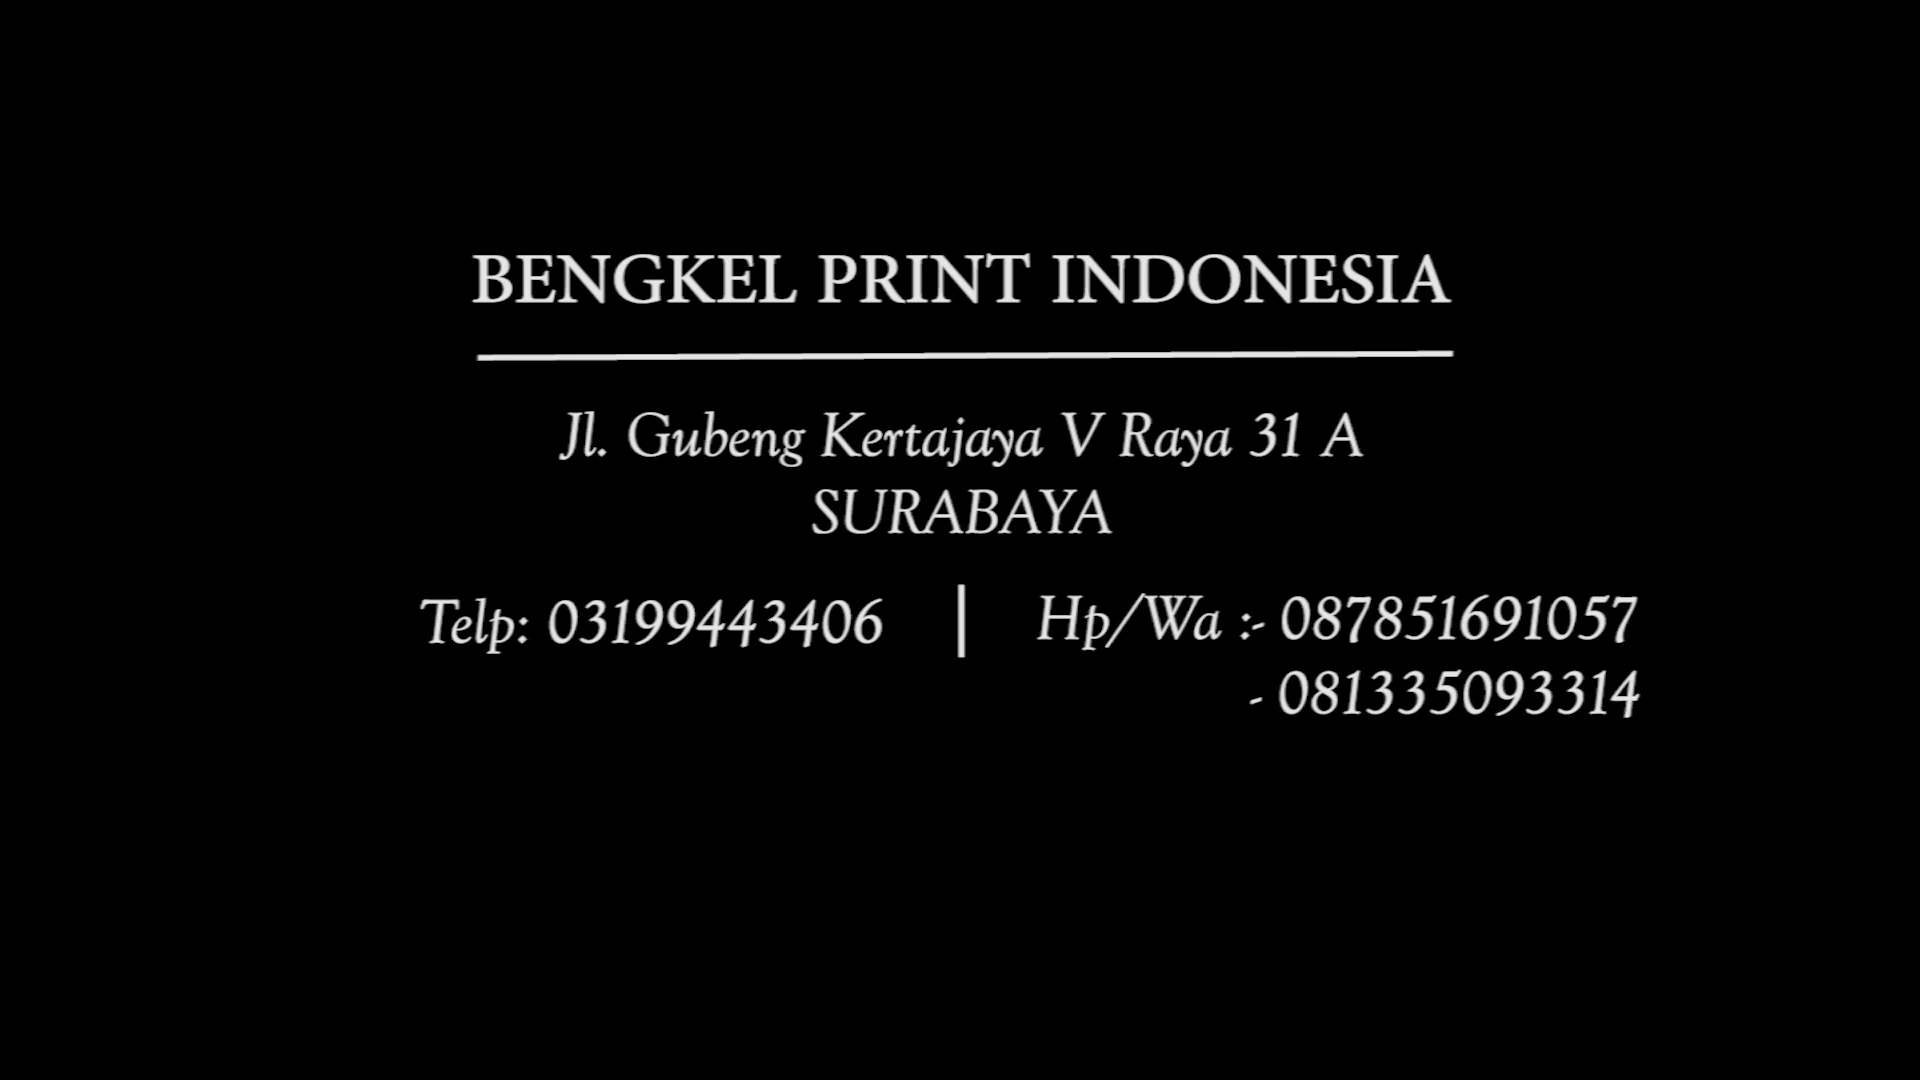 BENGKEL PRINT INDONESIA
Jl. Gubeng Kertajaya V Raya 31 A
SURABAYA
Telp: 03199443406 | Hp/Wa :- 087851691057
- 081335093314